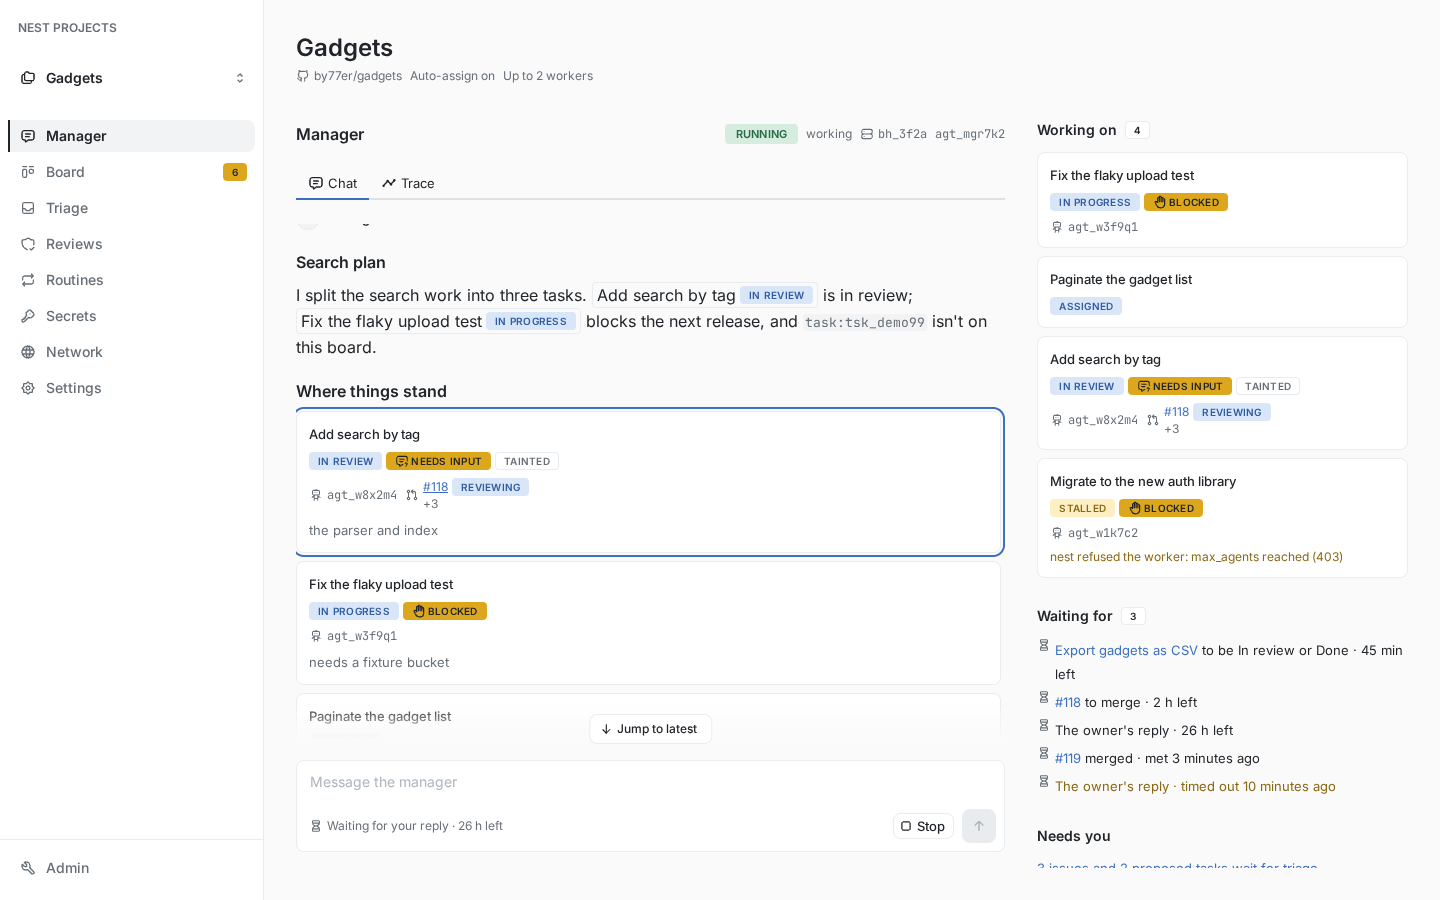 NEST PROJECTS
Gadgets
Manager
Board 6
Triage
Reviews
Routines
Secrets
Network
Settings
Admin
Gadgets
by77er/gadgets Auto-assign on Up to 2 workers
Manager RUNNING working bh_3f2a agt_mgr7k2
Chat Trace
Search plan
I split the search work into three tasks. Add search by tag IN REVIEW is in review;
Fix the flaky upload test IN PROGRESS blocks the next release, and task:tsk_demo99 isn't on
this board.
Where things stand
Add search by tag
IN REVIEW NEEDS INPUT TAINTED
agt_w8x2m4 #118 REVIEWING
+3
the parser and index
Fix the flaky upload test
IN PROGRESS BLOCKED
agt_w3f9q1
needs a fixture bucket
Paginate the gadget list
Jump to latest
Message the manager
Waiting for your reply · 26 h left Stop
Working on 4
Fix the flaky upload test
IN PROGRESS BLOCKED
agt_w3f9q1
Paginate the gadget list
ASSIGNED
Add search by tag
IN REVIEW NEEDS INPUT TAINTED
agt_w8x2m4 #118 REVIEWING
+3
Migrate to the new auth library
STALLED BLOCKED
agt_w1k7c2
nest refused the worker: max_agents reached (403)
Waiting for 3
Export gadgets as CSV to be In review or Done · 45 min
left
#118 to merge · 2 h left
The owner's reply · 26 h left
#119 merged · met 3 minutes ago
The owner's reply · timed out 10 minutes ago
Needs you
3 issues and 2 proposed tasks wait for triage